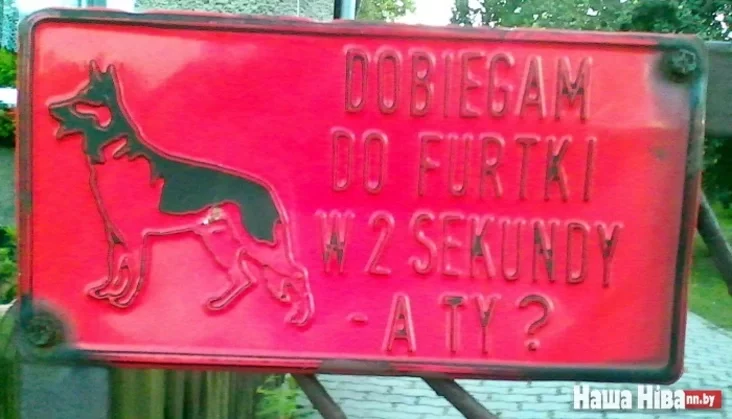 DOBIEGAM
DO FURTKI
W 2 SEKUNDY
- A TY?
Наша Ніва nn.by